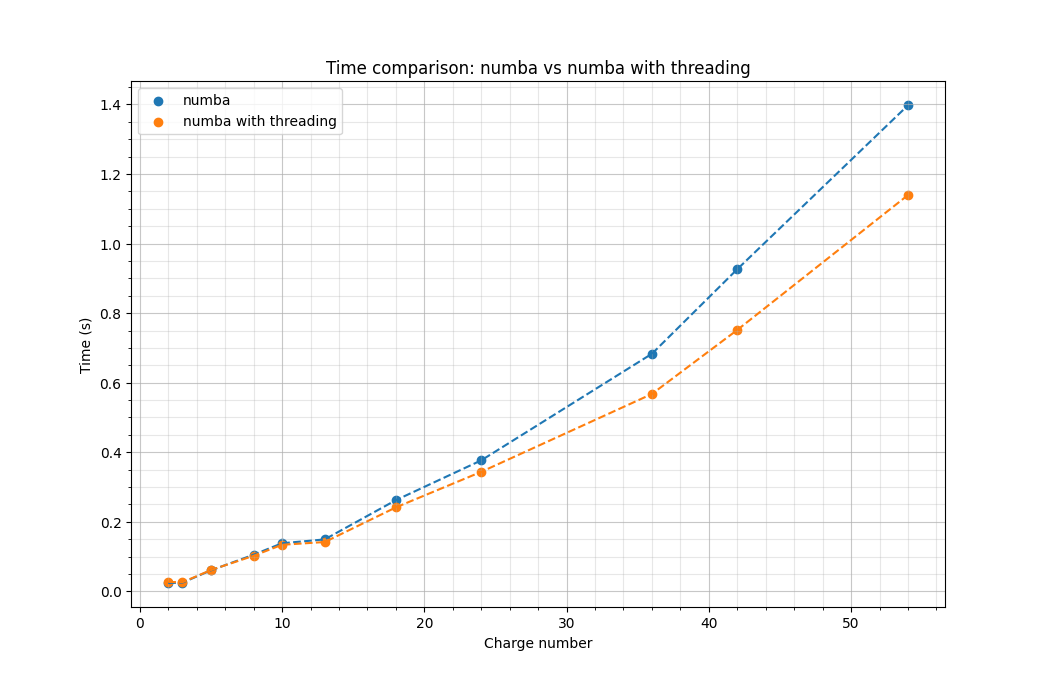 Time comparison: numba vs numba with threading
numba
numba with threading
Time (s)
1.4
1.2
1.0
0.8
0.6
0.4
0.2
0.0
0 10 20 30 40 50
Charge number